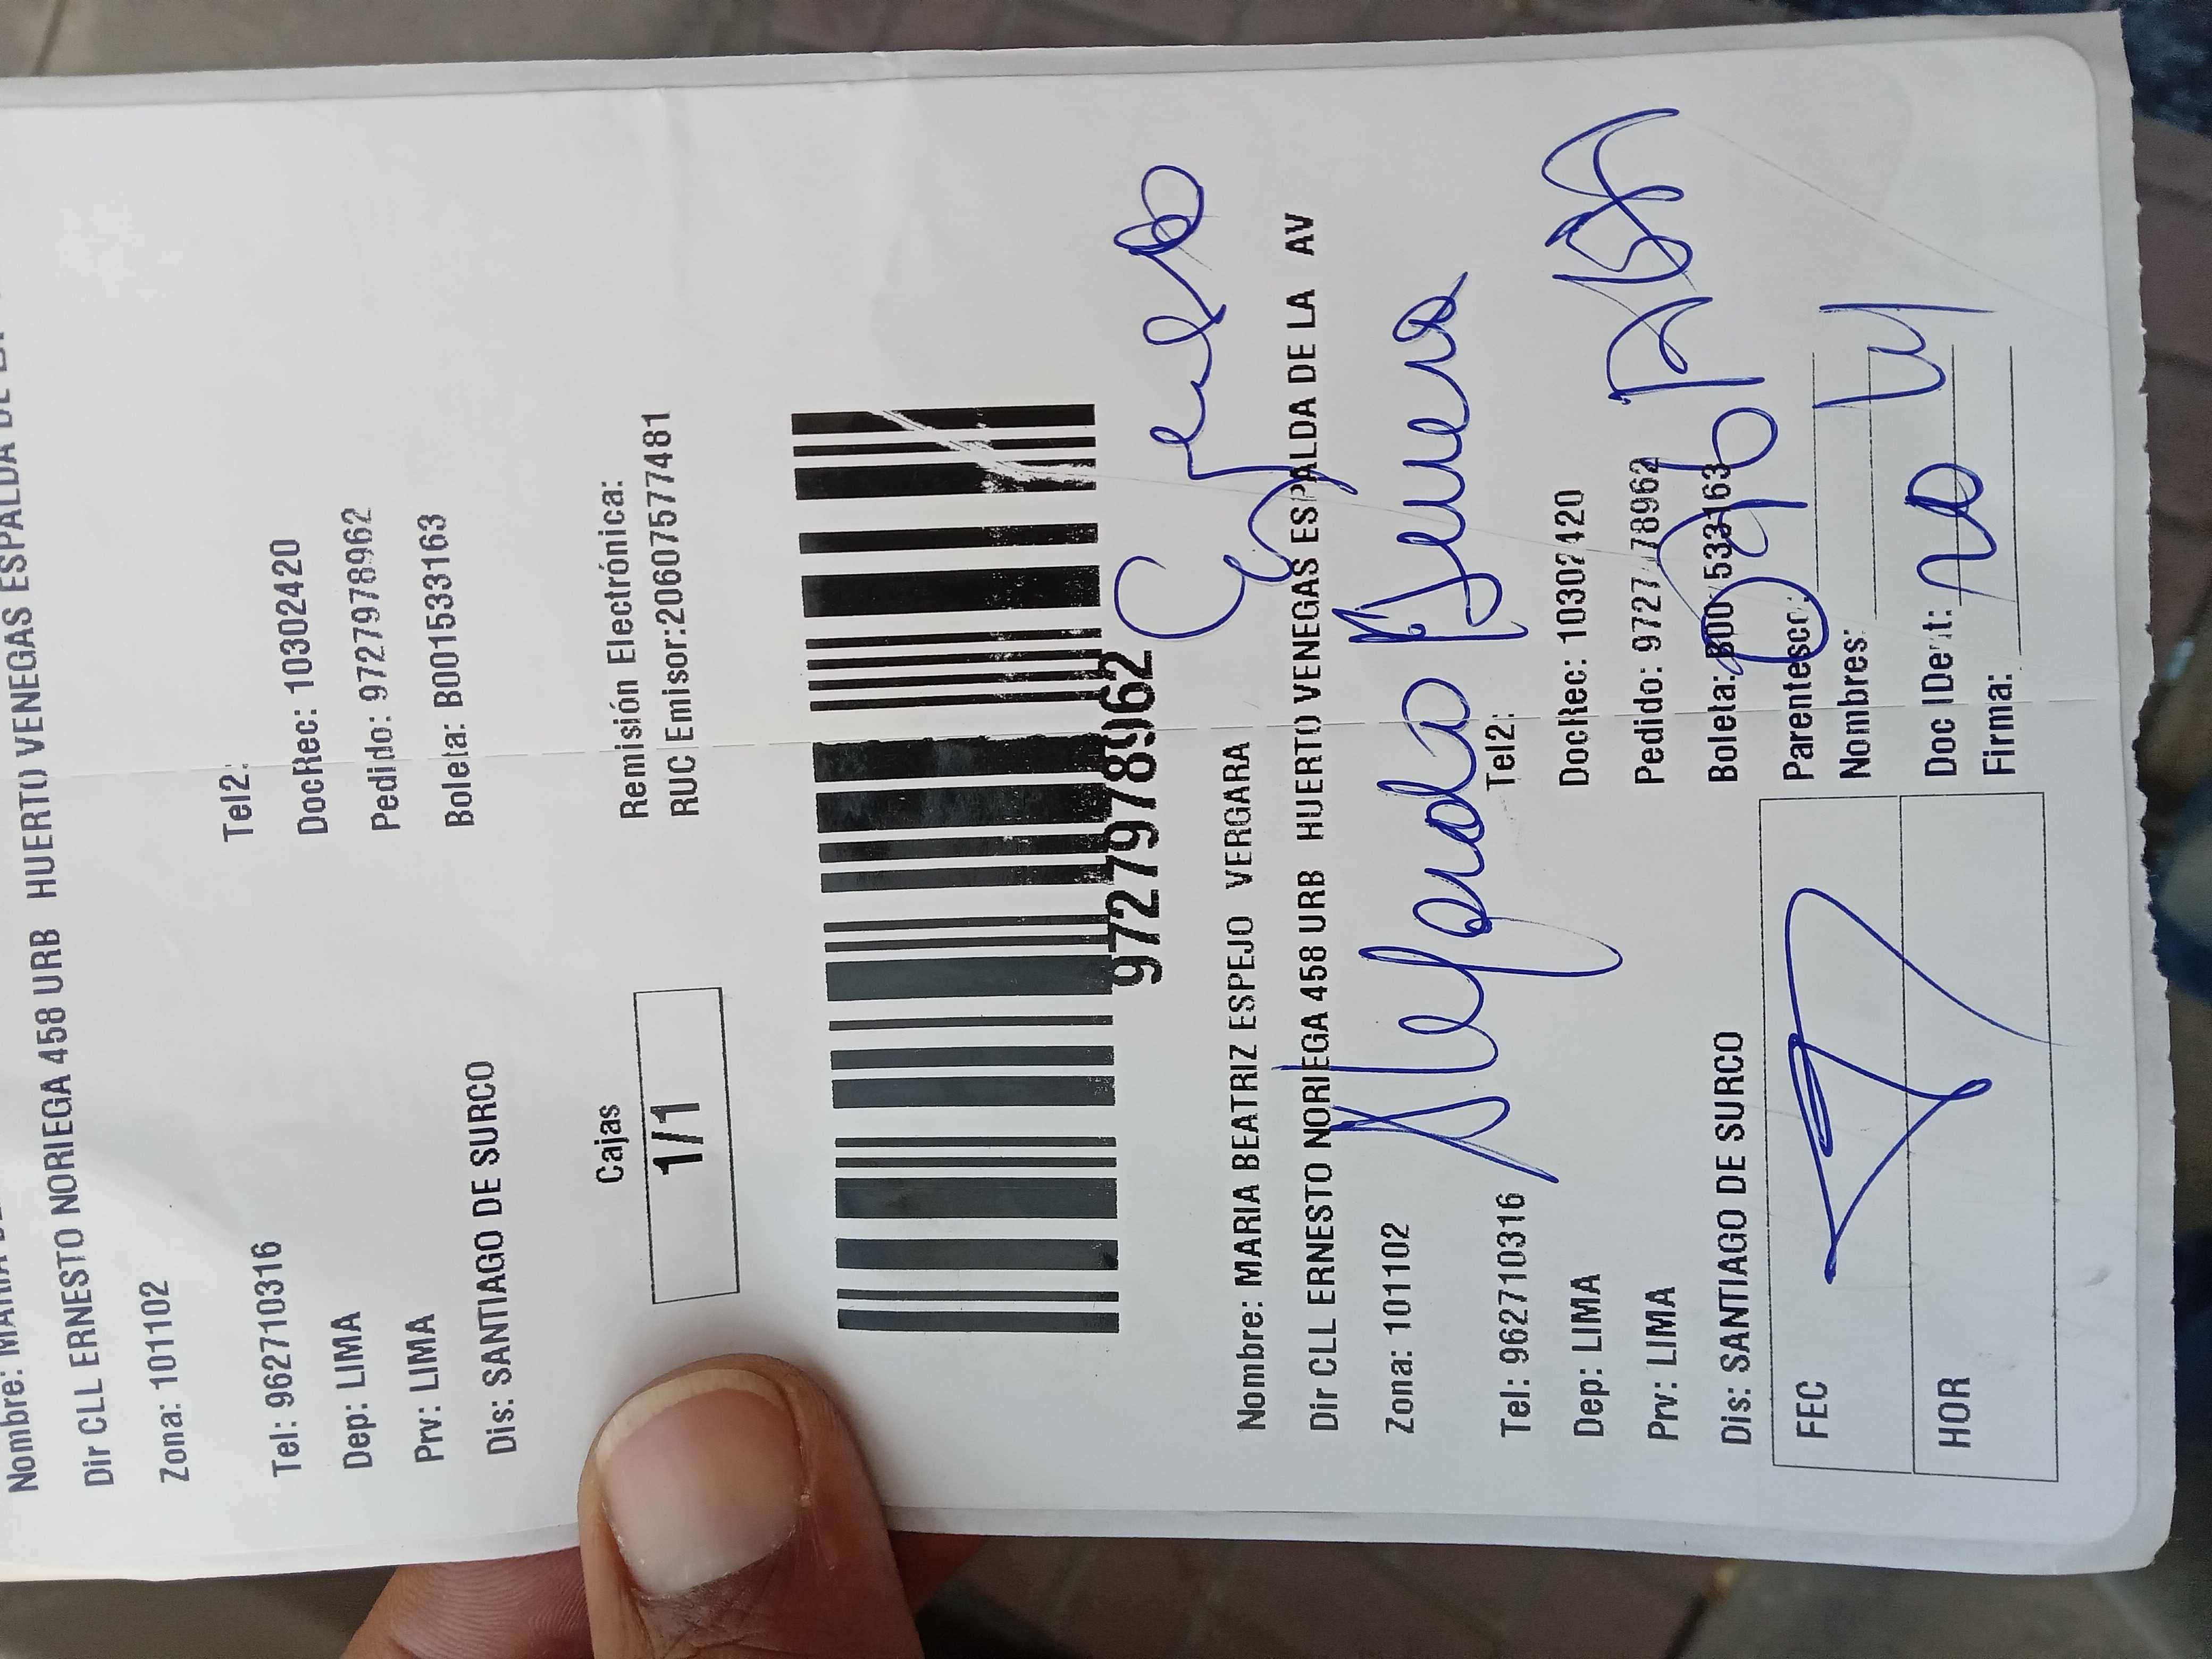 Dir CLL ERNESTO NORIEGA 458 URB HUERTO VENEGAS ESPALDA DE
Zona: 101102
Tel: 962710316
Tel2:
Dep: LIMA
DocRec: 10302420
Prv: LIMA
Pedido: 9727978962
Dis: SANTIAGO DE SURCO
Boleta: B001533163
Cajas
1/1
Remisión Electrónica:
RUC Emisor:20607577481
9727978962
Nombre: MARIA BEATRIZ ESPEJO VERGARA
Dir CLL ERNESTO NORIEGA 458 URB HUERTO VENEGAS ESPALDA DE LA AV
Zona: 101102
Tel: 962710316
Tel2:
Dep: LIMA
DocRec: 10302420
Prv: LIMA
Pedido: 9727978962
Dis: SANTIAGO DE SURCO
Boleta: B001533163
FEC
Parentesco:
Nombres:
HOR
Doc IDent:
Firma: